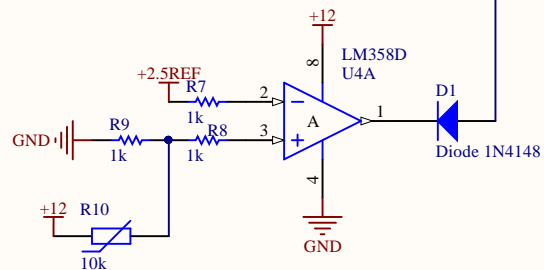 +12
8
LM358D
U4A
+2.5REF
R7
2
1k
D1
A
1
R9
R8
3
GND
1k
1k
Diode 1N4148
4
+12
R10
GND
10k